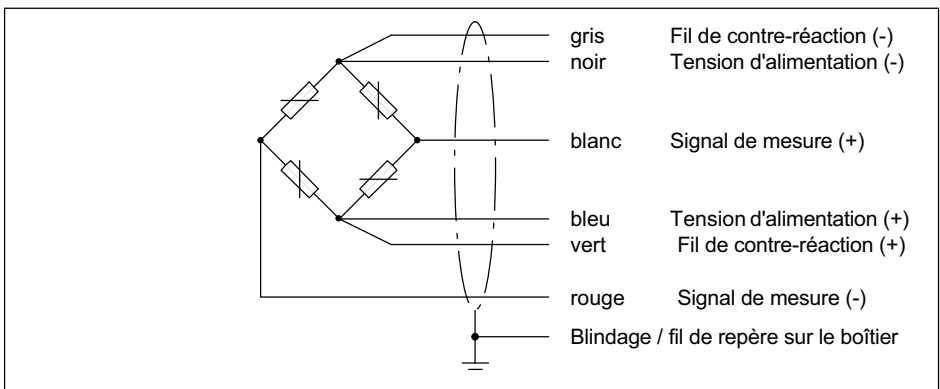 gris Fil de contre-réaction (-)
noir Tension d'alimentation (-)
blanc Signal de mesure (+)
bleu Tension d'alimentation (+)
vert Fil de contre-réaction (+)
rouge Signal de mesure (-)
Blindage / fil de repère sur le boîtier